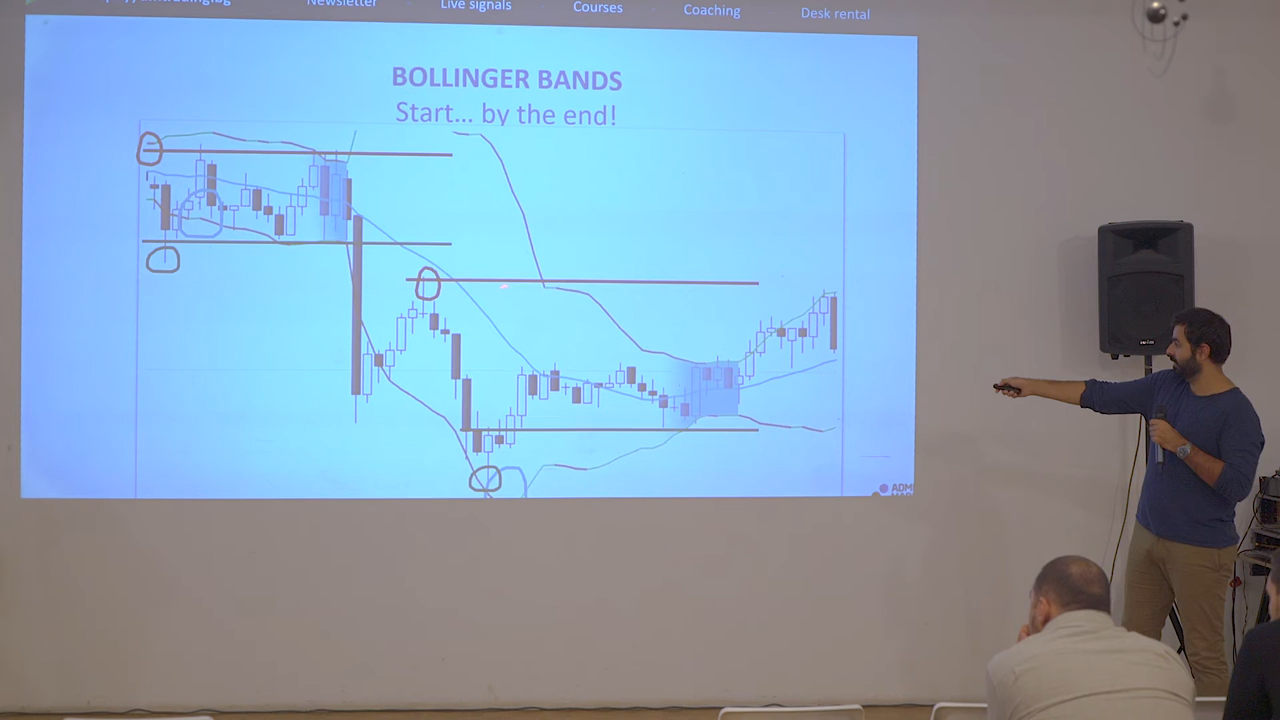 Newsletter Live signals Courses Coaching Desk rental
BOLLINGER BANDS
Start... by the end!